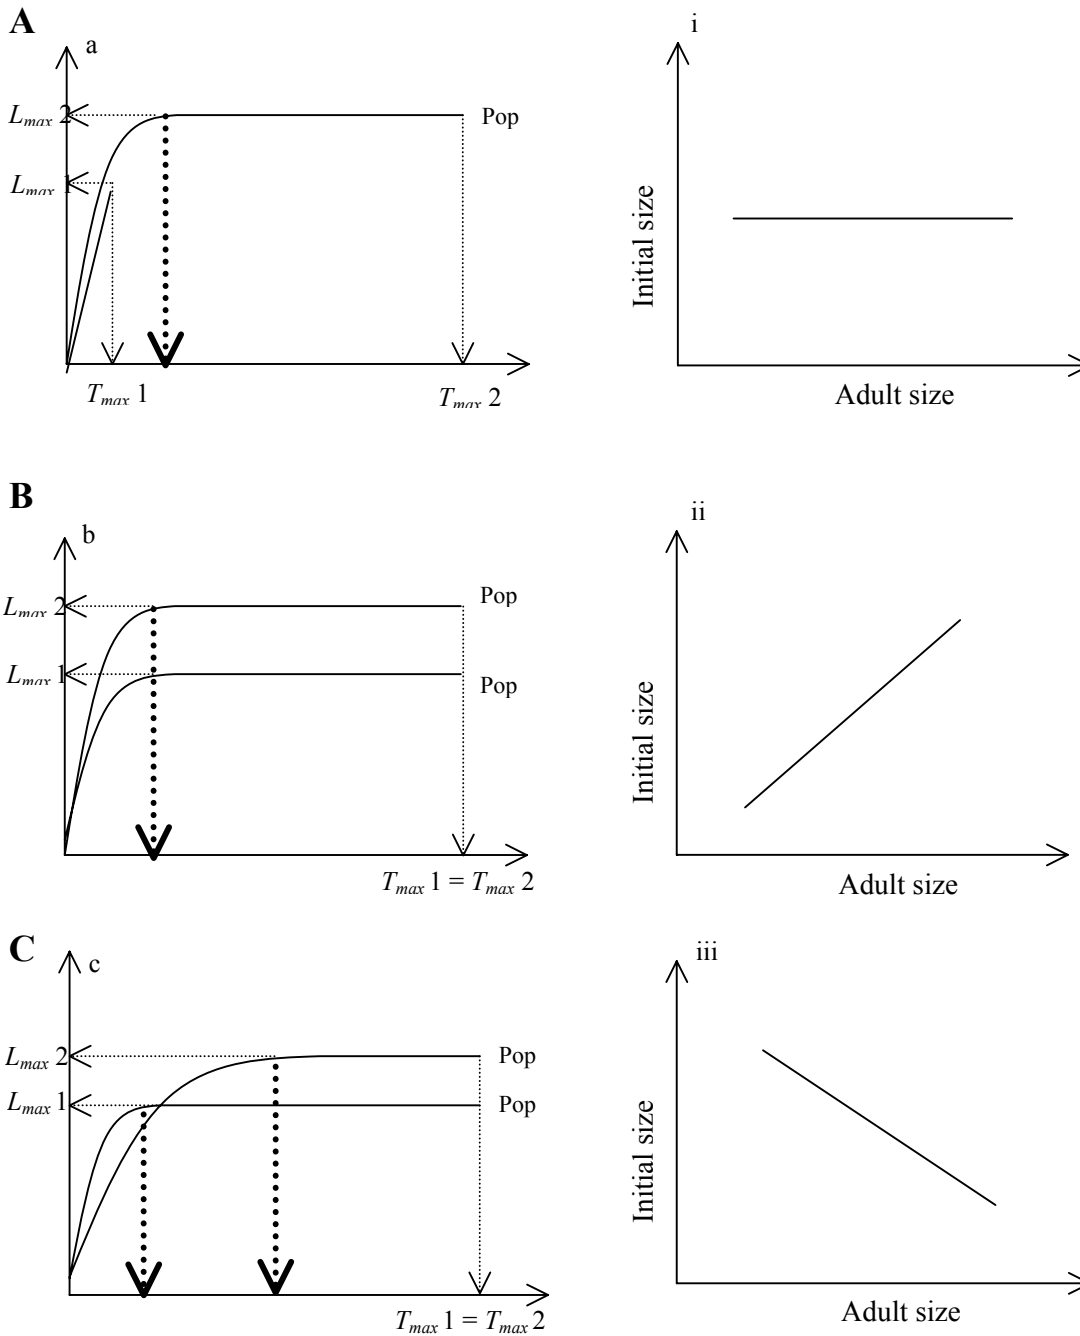 A
a
L_max 2
Pop
L_max 1
T_max 1
T_max 2
i
Initial size
Adult size
B
b
L_max 2
Pop
L_max 1
Pop
T_max 1 = T_max 2
ii
Initial size
Adult size
C
c
L_max 2
Pop
L_max 1
Pop
T_max 1 = T_max 2
iii
Initial size
Adult size